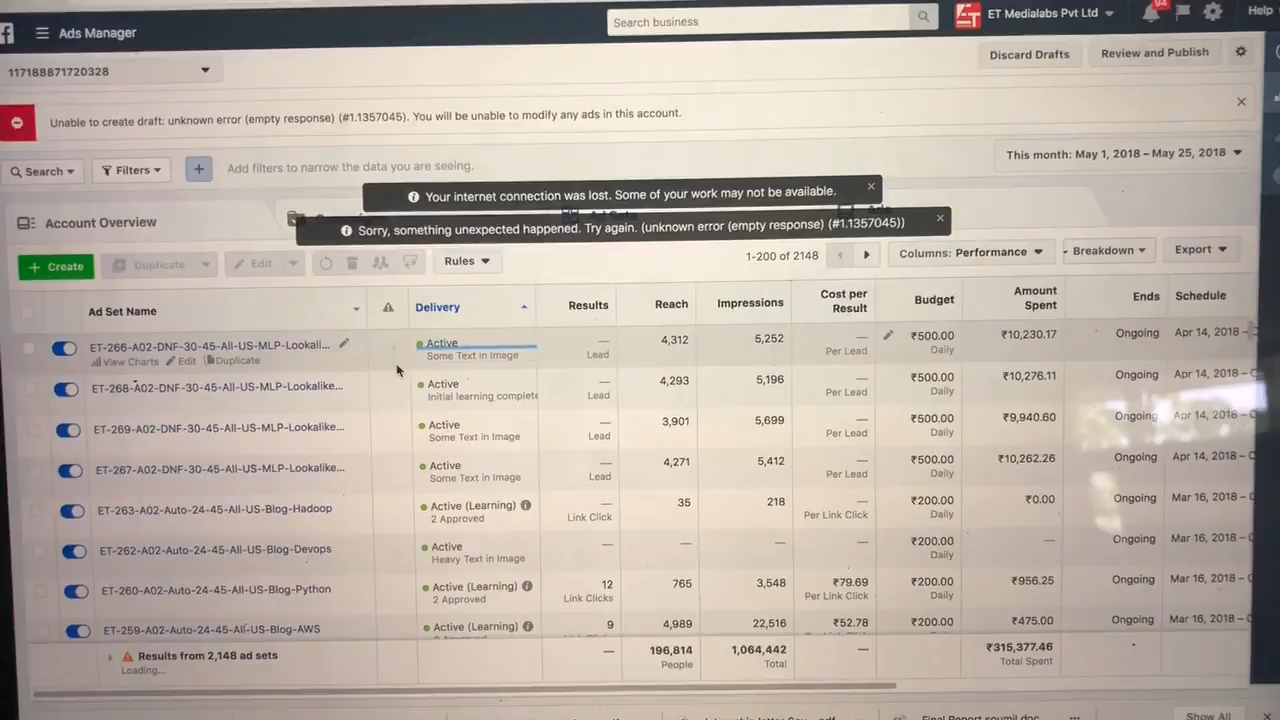 f Ads Manager Search business ET Medialabs Pvt Ltd 94 Help
117188871720328 Discard Drafts Review and Publish
Unable to create draft: unknown error (empty response) (#1.1357045). You will be unable to modify any ads in this account.
Search Filters + Add filters to narrow the data you are seeing. This month: May 1, 2018 – May 25, 2018
Your internet connection was lost. Some of your work may not be available.
Account Overview
Sorry, something unexpected happened. Try again. (unknown error (empty response) (#1.1357045))
+ Create Duplicate Edit Rules 1-200 of 2148 Columns: Performance Breakdown Export
Ad Set Name Delivery Results Reach Impressions Cost per Result Budget Amount Spent Ends Schedule
ET-266-A02-DNF-30-45-All-US-MLP-Lookali... Active — 4,312 5,252 — ₹500.00 ₹10,230.17 Ongoing Apr 14, 2018 –
View Charts Edit Duplicate Some Text in Image Lead Per Lead Daily
ET-268-A02-DNF-30-45-All-US-MLP-Lookalike... Active — 4,293 5,196 — ₹500.00 ₹10,276.11 Ongoing Apr 14, 2018 –
Initial learning complete Lead Per Lead Daily
ET-269-A02-DNF-30-45-All-US-MLP-Lookalike... Active — 3,901 5,699 — ₹500.00 ₹9,940.60 Ongoing Apr 14, 2018 –
Some Text in Image Lead Per Lead Daily
ET-267-A02-DNF-30-45-All-US-MLP-Lookalike... Active — 4,271 5,412 — ₹500.00 ₹10,262.26 Ongoing Apr 14, 2018 –
Some Text in Image Lead Per Lead Daily
ET-263-A02-Auto-24-45-All-US-Blog-Hadoop Active (Learning) — 35 218 — ₹200.00 ₹0.00 Ongoing Mar 16, 2018 –
2 Approved Link Click Per Link Click Daily
ET-262-A02-Auto-24-45-All-US-Blog-Devops Active — — — — ₹200.00 — Ongoing Mar 16, 2018 –
Heavy Text in Image Daily
ET-260-A02-Auto-24-45-All-US-Blog-Python Active (Learning) 12 765 3,548 ₹79.69 ₹200.00 ₹956.25 Ongoing Mar 16, 2018 –
2 Approved Link Clicks Per Link Click Daily
ET-259-A02-Auto-24-45-All-US-Blog-AWS Active (Learning) 9 4,989 22,516 ₹52.78 ₹200.00 ₹475.00 Ongoing Mar 16, 2018 –
Results from 2,148 ad sets — 196,814 1,064,442 — ₹315,377.46
Loading... People Total Total Spent
Final Report soumil.doc Show All